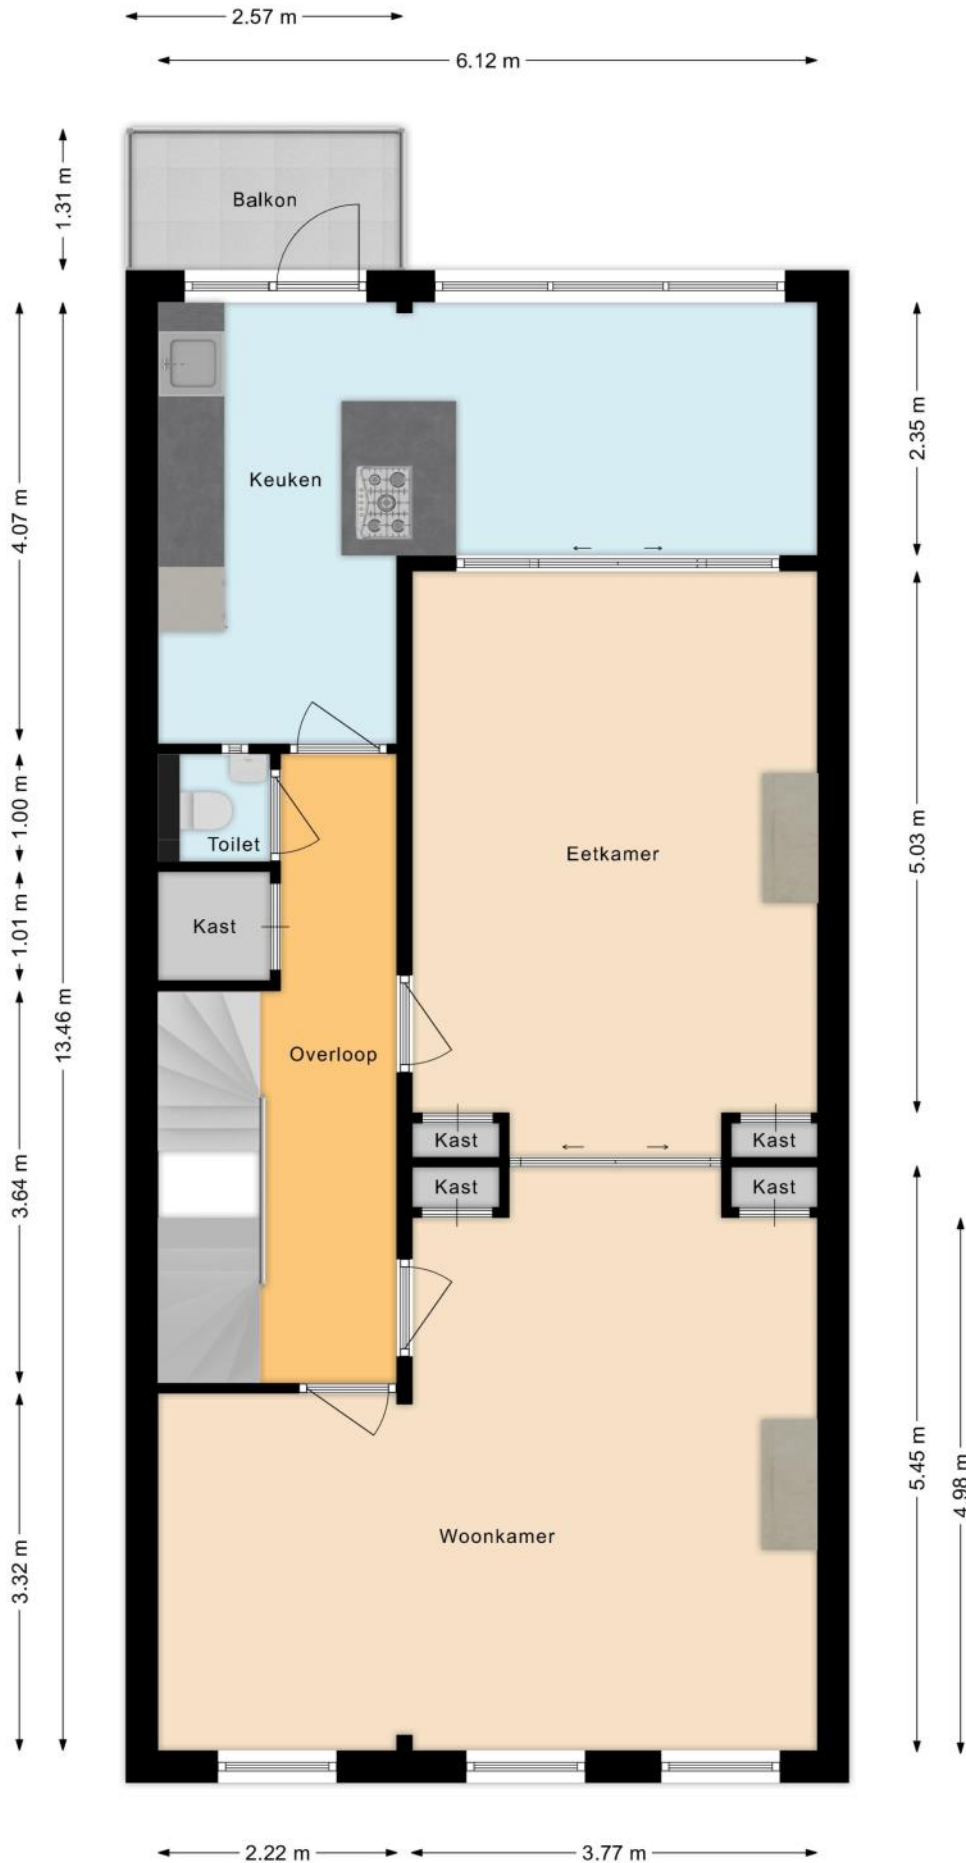 2.57 m
6.12 m
1.31 m
Balkon
4.07 m
2.35 m
Keuken
1.00 m
Toilet
Eetkamer
5.03 m
1.01 m
Kast
13.46 m
Overloop
Kast
Kast
Kast
Kast
3.64 m
5.45 m
4.98 m
Woonkamer
3.32 m
2.22 m
3.77 m